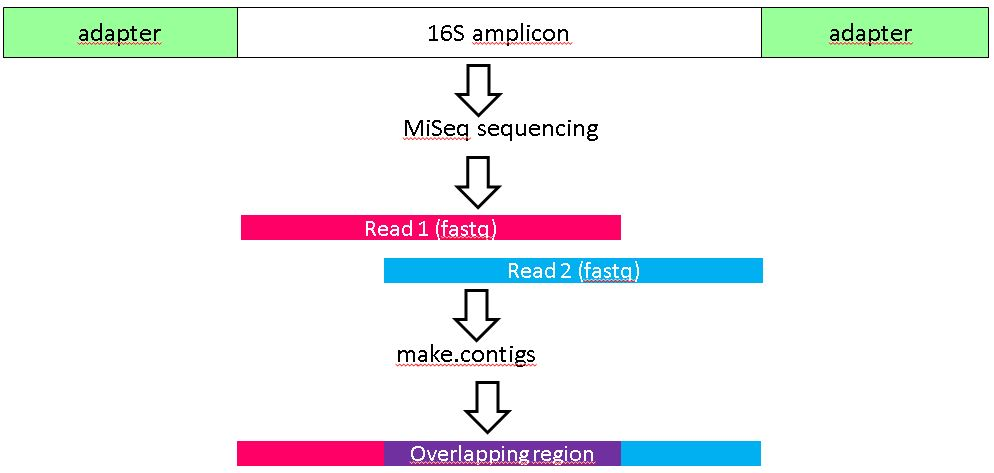 adapter 16S amplicon adapter
MiSeq sequencing
Read 1 (fastq)
Read 2 (fastq)
make.contigs
Overlapping region